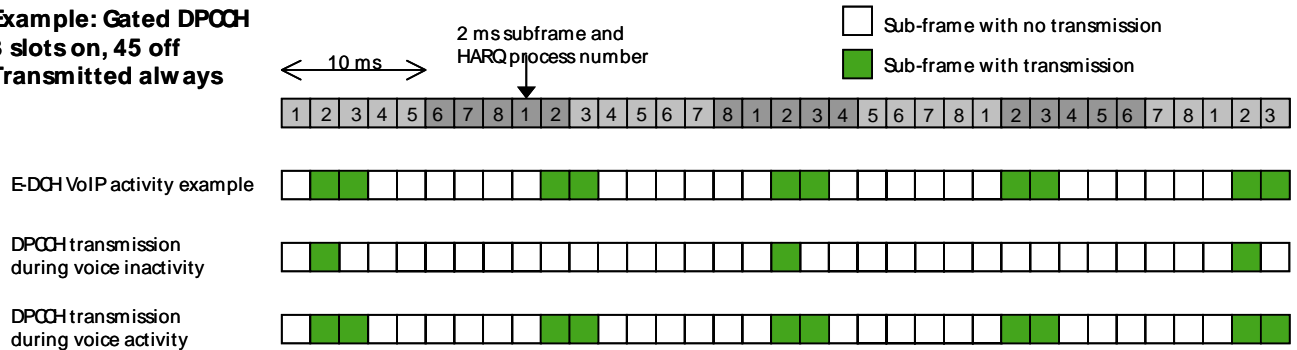 Example: Gated DPCCH
3 slots on, 45 off
Transmitted always
10 ms
2 ms subframe and
HARQ process number
Sub-frame with no transmission
Sub-frame with transmission
1 2 3 4 5 6 7 8 1 2 3 4 5 6 7 8 1 2 3 4 5 6 7 8 1 2 3 4 5 6 7 8 1 2 3
E-DCH VoIP activity example
DPCCH transmission
during voice inactivity
DPCCH transmission
during voice activity